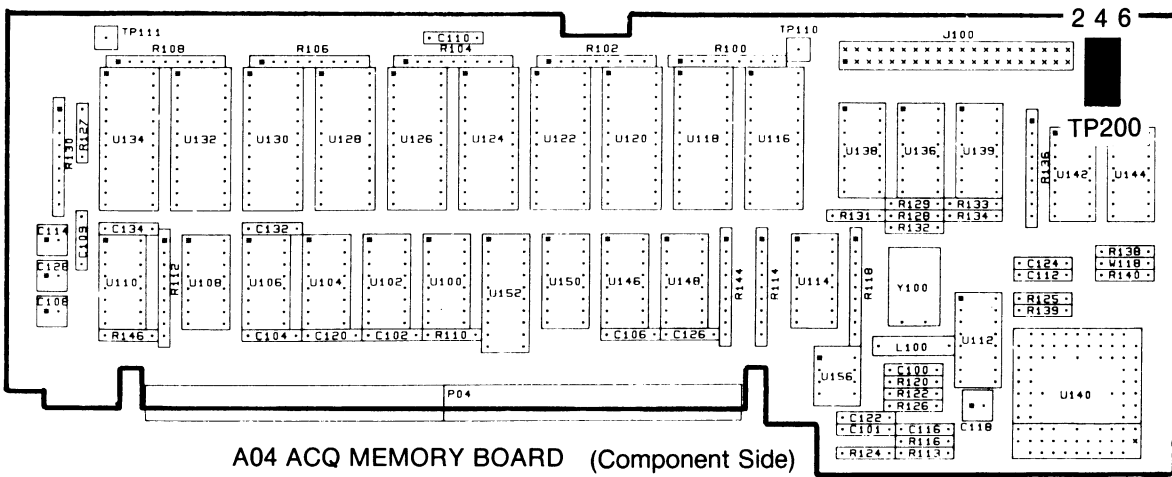 2 4 6
TP111
C110
TP110
J100
R108
R106
R104
R102
R100
TP200
R130
R127
U134
U132
U130
U128
U126
U124
U122
U120
U118
U116
U138
U136
U139
R136
U142
U144
R129
R133
R131
R128
R134
R132
C114
C109
C134
C132
C128
C108
U110
R112
U108
U106
U104
U102
U100
U152
U150
U146
U148
R144
R114
U114
R118
Y100
C124
C112
R138
W118
R140
R125
R139
R146
C104
C120
C102
R110
C106
C126
L100
U112
U156
C100
R120
R122
R126
C118
U140
P04
C122
C101
C116
R116
R124
R113
A04 ACQ MEMORY BOARD (Component Side)